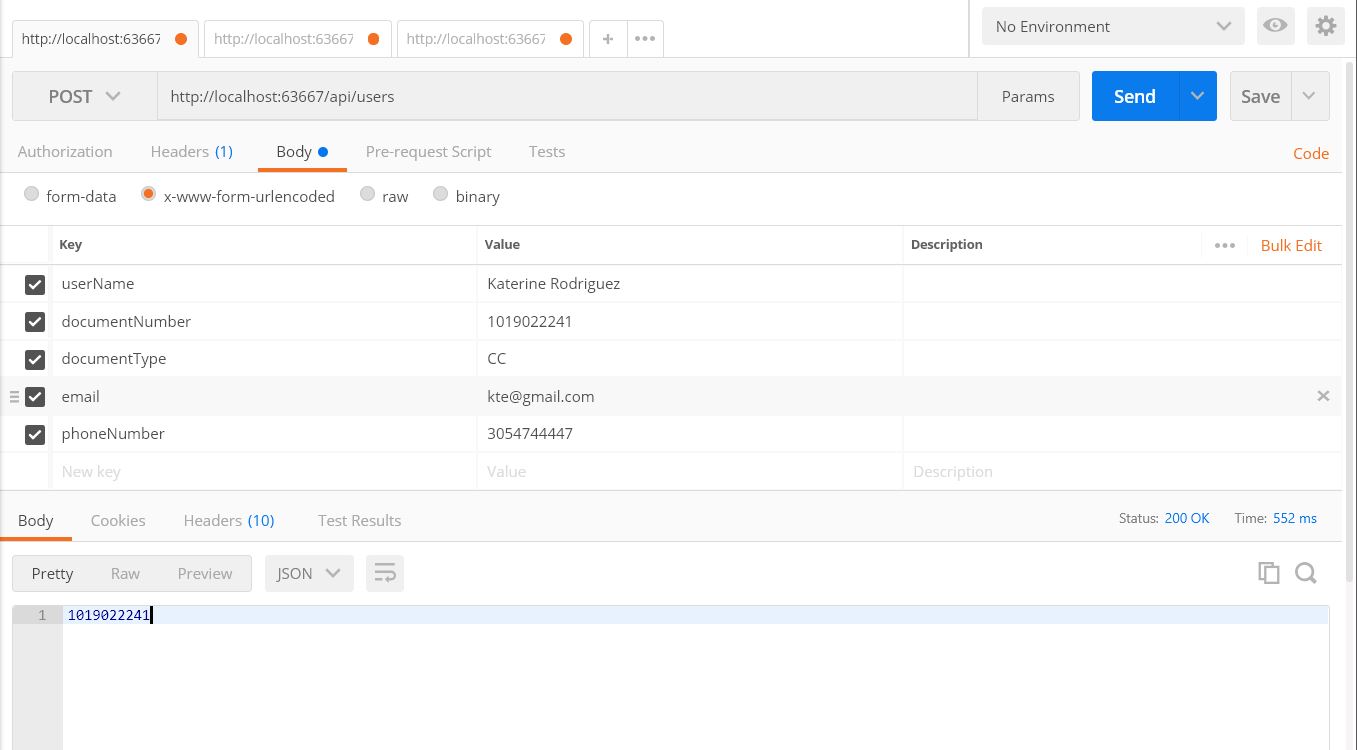 http://localhost:63667 http://localhost:63667 http://localhost:63667 + ••• No Environment
POST http://localhost:63667/api/users Params Send Save
Authorization Headers (1) Body Pre-request Script Tests Code
form-data x-www-form-urlencoded raw binary
Key Value Description ••• Bulk Edit
userName Katerine Rodriguez
documentNumber 1019022241
documentType CC
email kte@gmail.com
phoneNumber 3054744447
New key Value Description
Body Cookies Headers (10) Test Results Status: 200 OK Time: 552 ms
Pretty Raw Preview JSON
1 1019022241